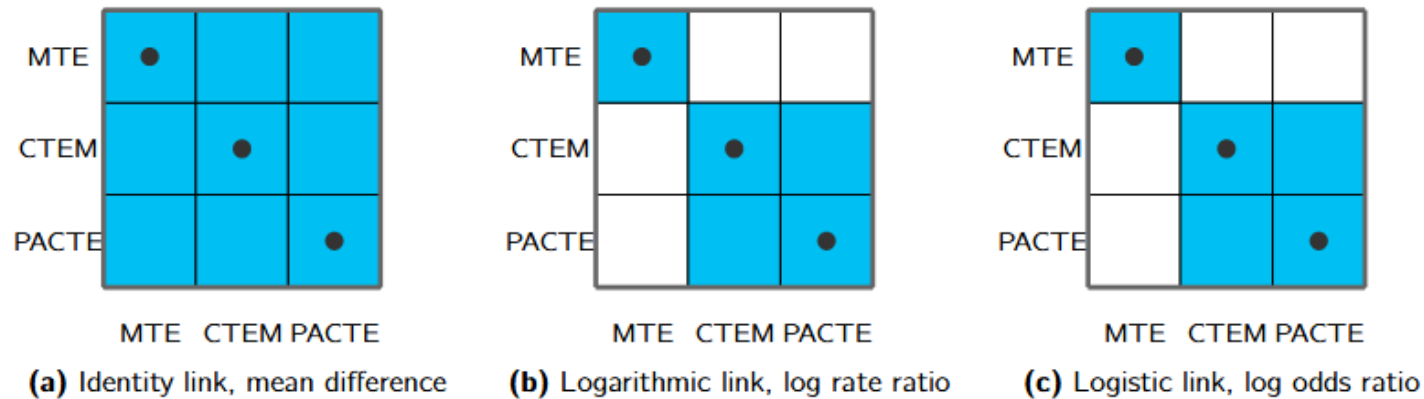 MTE
CTEM
PACTE
MTE CTEM PACTE
(a) Identity link, mean difference
MTE
CTEM
PACTE
MTE CTEM PACTE
(b) Logarithmic link, log rate ratio
MTE
CTEM
PACTE
MTE CTEM PACTE
(c) Logistic link, log odds ratio